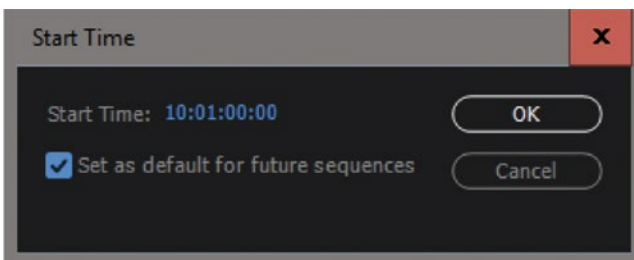 Start Time
x
Start Time: 10:01:00:00
OK
Set as default for future sequences
Cancel